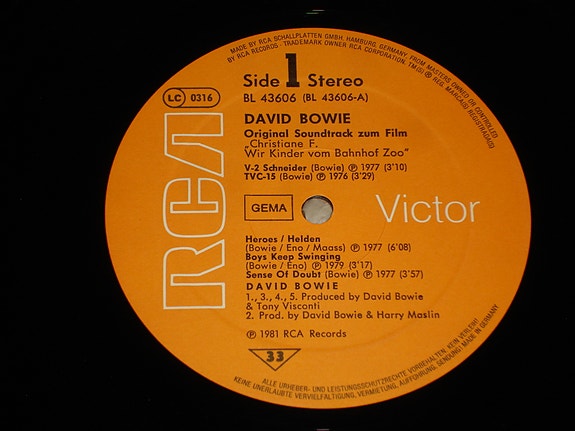 MADE BY RCA SCHALLPLATTEN GMBH, HAMBURG, GERMANY, FROM MASTERS OWNED OR CONTROLLED
BY RCA RECORDS · TRADEMARK OWNER RCA CORPORATION. TM(S) ® REG. MARCA(S) REGISTRADA(S)
Side 1 Stereo
LC 0316
BL 43606 (BL 43606-A)
DAVID BOWIE
Original Soundtrack zum Film
„Christiane F.
Wir Kinder vom Bahnhof Zoo“
V-2 Schneider (Bowie) ℗ 1977 (3'10)
TVC-15 (Bowie) ℗ 1976 (3'29)
RCA
GEMA
Victor
Heroes / Helden
(Bowie / Eno / Maass) ℗ 1977 (6'08)
Boys Keep Swinging
(Bowie / Eno) ℗ 1979 (3'17)
Sense Of Doubt (Bowie) ℗ 1977 (3'57)
DAVID BOWIE
1., 3., 4., 5. Produced by David Bowie
& Tony Visconti
2. Prod. by David Bowie & Harry Maslin
℗ 1981 RCA Records
33
ALLE URHEBER- UND LEISTUNGSSCHUTZRECHTE VORBEHALTEN, KEIN VERLEIH!
KEINE UNERLAUBTE VERVIELFÄLTIGUNG, VERMIETUNG, AUFFÜHRUNG, SENDUNG! MADE IN GERMANY